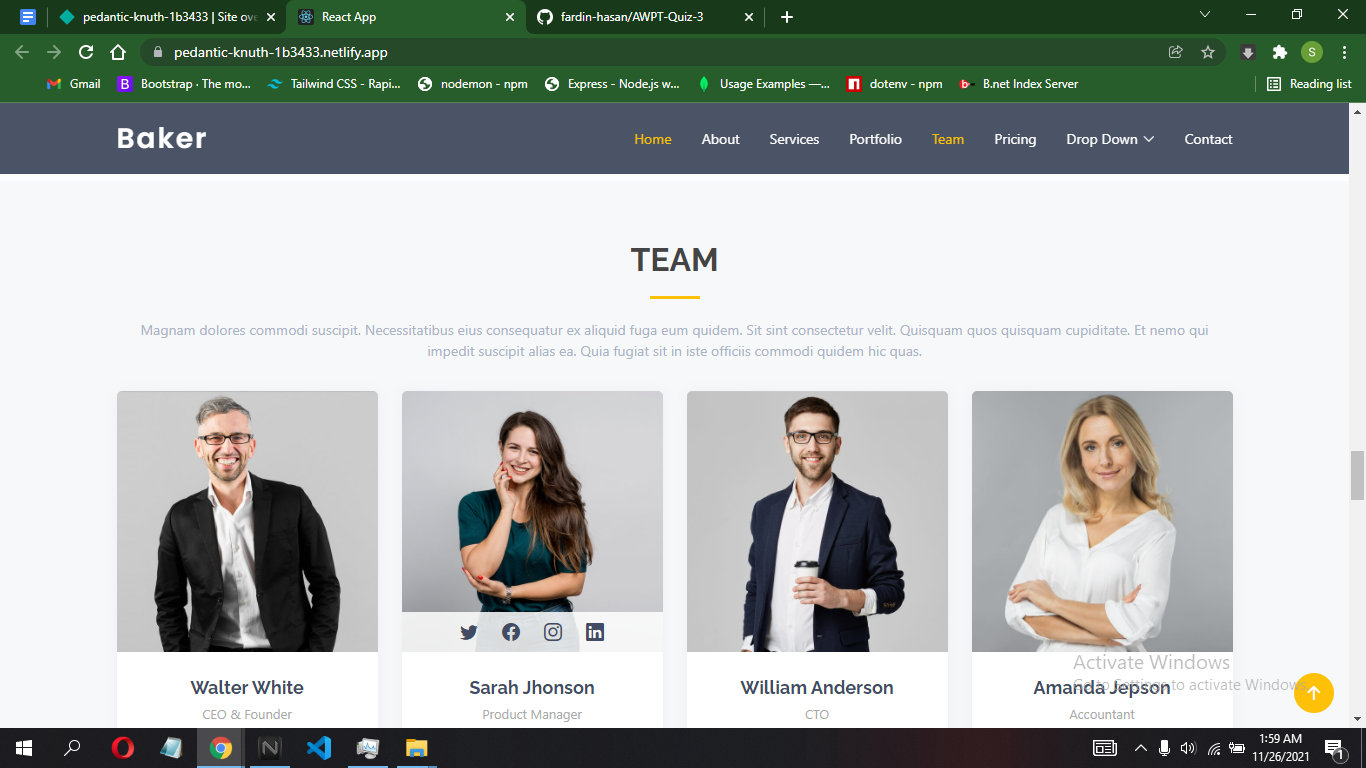 pedantic-knuth-1b3433 | Site ove
React App
fardin-hasan/AWPT-Quiz-3
pedantic-knuth-1b3433.netlify.app
S
Gmail
B Bootstrap · The mo...
Tailwind CSS - Rapi...
nodemon - npm
Express - Node.js w...
Usage Examples —...
dotenv - npm
b- B.net Index Server
Reading list
Baker
Home About Services Portfolio Team Pricing Drop Down Contact
TEAM
Magnam dolores commodi suscipit. Necessitatibus eius consequatur ex aliquid fuga eum quidem. Sit sint consectetur velit. Quisquam quos quisquam cupiditate. Et nemo qui
impedit suscipit alias ea. Quia fugiat sit in iste officiis commodi quidem hic quas.
Walter White
CEO & Founder
Sarah Jhonson
Product Manager
William Anderson
CTO
Amanda Jepson
Accountant
Activate Windows
Go to Settings to activate Windows.
1:59 AM
11/26/2021
1